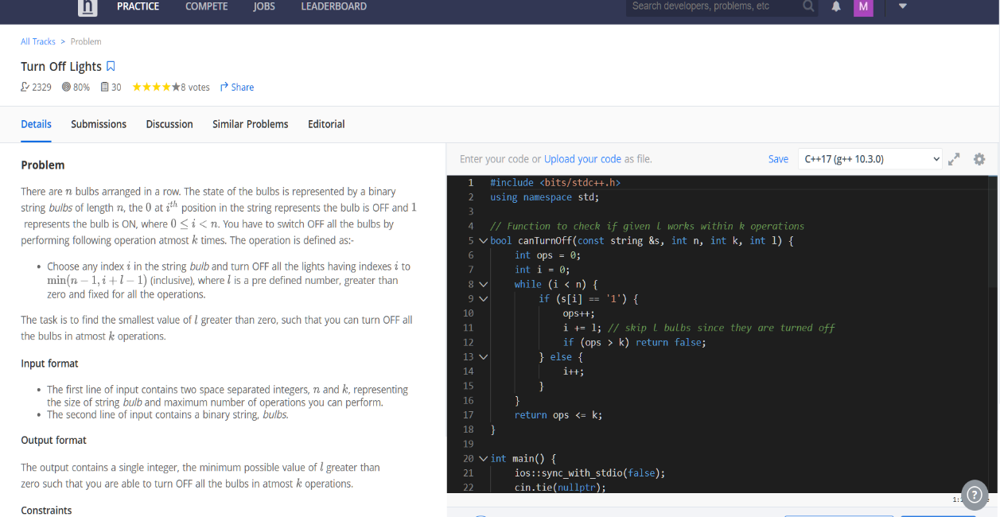 h PRACTICE COMPETE JOBS LEADERBOARD Search developers, problems, etc M
All Tracks > Problem
Turn Off Lights
2329 80% 30 ★★★★★8 votes Share
Details Submissions Discussion Similar Problems Editorial
Problem
There are n bulbs arranged in a row. The state of the bulbs is represented by a binary
string bulbs of length n, the 0 at i^th position in the string represents the bulb is OFF and 1
represents the bulb is ON, where 0 ≤ i < n. You have to switch OFF all the bulbs by
performing following operation atmost k times. The operation is defined as:-
• Choose any index i in the string bulb and turn OFF all the lights having indexes i to
min(n − 1, i + l − 1) (inclusive), where l is a pre defined number, greater than
zero and fixed for all the operations.
The task is to find the smallest value of l greater than zero, such that you can turn OFF all
the bulbs in atmost k operations.
Input format
• The first line of input contains two space separated integers, n and k, representing
the size of string bulb and maximum number of operations you can perform.
• The second line of input contains a binary string, bulbs.
Output format
The output contains a single integer, the minimum possible value of l greater than
zero such that you are able to turn OFF all the bulbs in atmost k operations.
Constraints
Enter your code or Upload your code as file. Save C++17 (g++ 10.3.0)
1 #include <bits/stdc++.h>
2 using namespace std;
3
4 // Function to check if given l works within k operations
5 bool canTurnOff(const string &s, int n, int k, int l) {
6 int ops = 0;
7 int i = 0;
8 while (i < n) {
9 if (s[i] == '1') {
10 ops++;
11 i += l; // skip l bulbs since they are turned off
12 if (ops > k) return false;
13 } else {
14 i++;
15 }
16 }
17 return ops <= k;
18 }
19
20 int main() {
21 ios::sync_with_stdio(false);
22 cin.tie(nullptr);
?